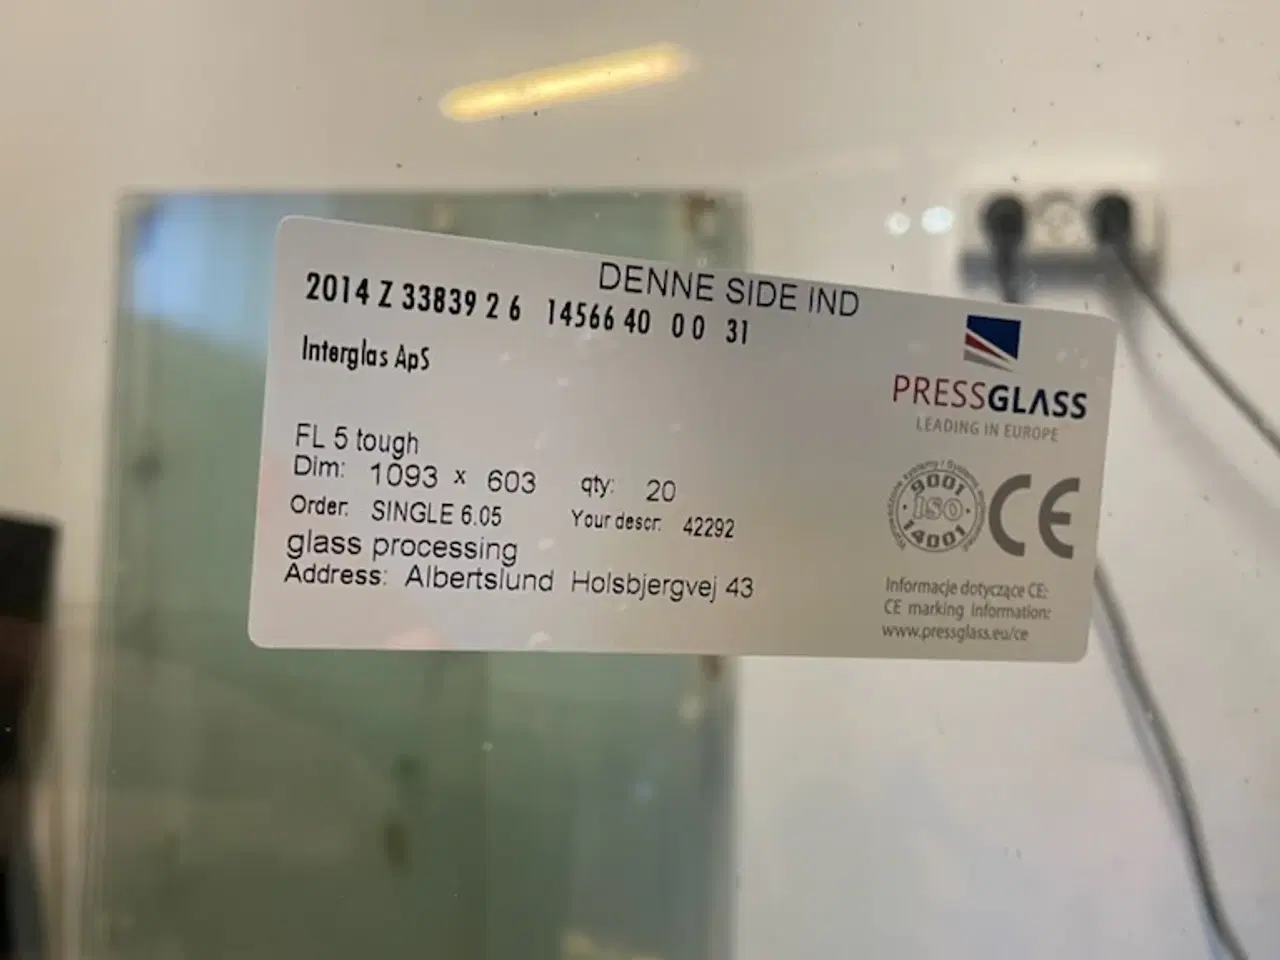 DENNE SIDE IND
2014 Z 33839 2 6 14566 40 0 0 31
Interglas ApS
FL 5 tough
Dim: 1093 x 603 qty: 20
Order: SINGLE 6.05 Your descr: 42292
glass processing
Address: Albertslund Holsbjergvej 43
PRESSGLASS
LEADING IN EUROPE
9001
iso
14001
CE
Informacje dotyczące CE:
CE marking information:
www.pressglass.eu/ce